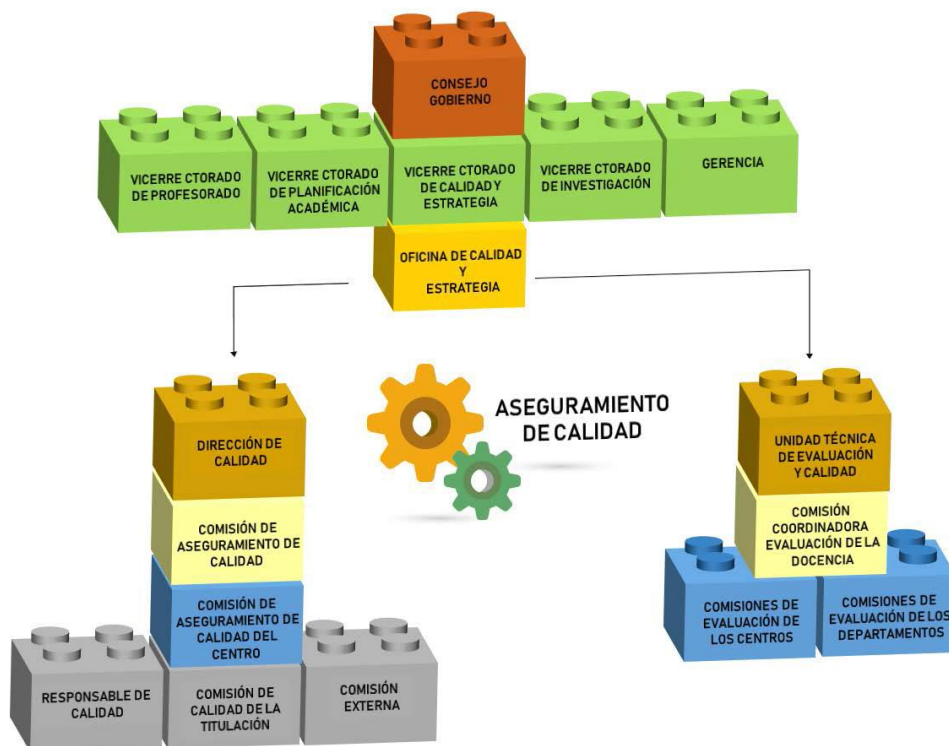 CONSEJO
GOBIERNO
VICERRE CTORADO
DE PROFESORADO
VICERRE CTORADO
DE PLANIFICACIÓN
ACADÉMICA
VICERRE CTORADO
DE CALIDAD Y
ESTRATEGIA
VICERRE CTORADO
DE INVESTIGACIÓN
GERENCIA
OFICINA DE CALIDAD
Y
ESTRATEGIA
DIRECCIÓN DE
CALIDAD
COMISIÓN DE
ASEGURAMIENTO DE
CALIDAD
COMISIÓN DE
ASEGURAMIENTO DE
CALIDAD DEL
CENTRO
RESPONSABLE DE
CALIDAD
COMISIÓN DE
CALIDAD DE LA
TITULACIÓN
COMISIÓN
EXTERNA
ASEGURAMIENTO
DE CALIDAD
UNIDAD TÉCNICA
DE EVALUACIÓN
Y CALIDAD
COMISIÓN
COORDINADORA
EVALUACIÓN DE LA
DOCENCIA
COMISIONES DE
EVALUACIÓN DE
LOS CENTROS
COMISIONES DE
EVALUACIÓN DE LOS
DEPARTAMENTOS